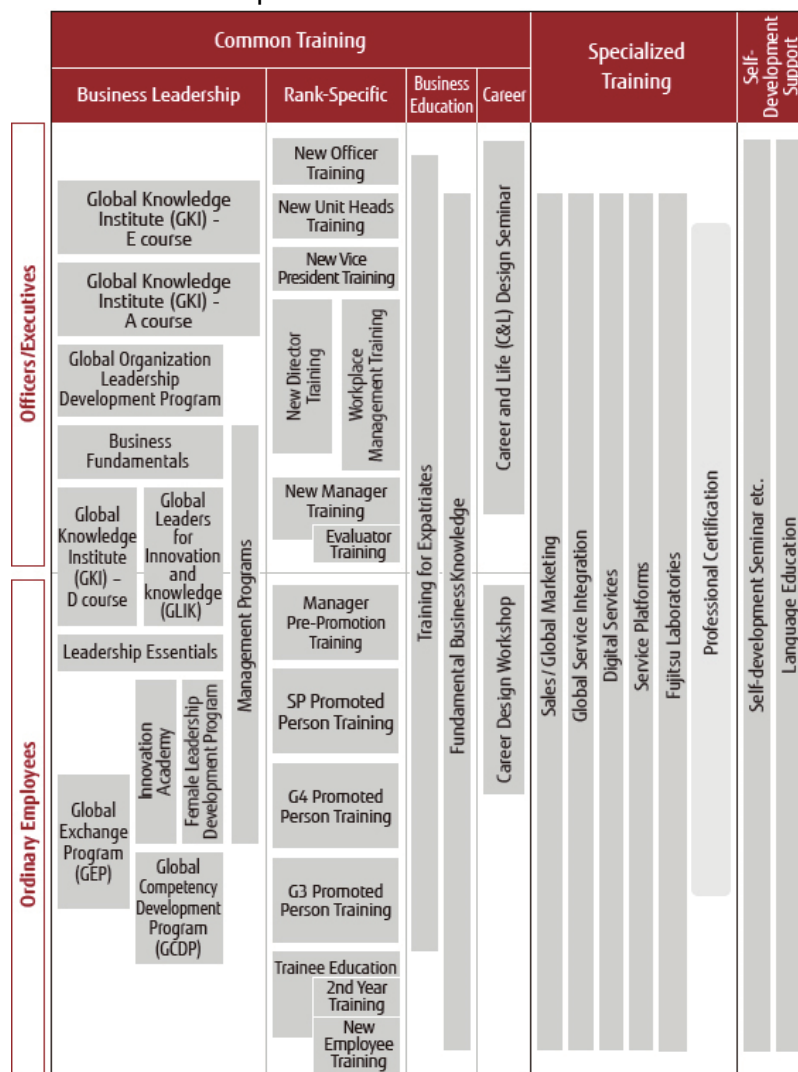 Common Training
Specialized
Training
Self-
Development
Support
Business Leadership
Rank-Specific
Business
Education
Career
Officers/Executives
Ordinary Employees
Global Knowledge
Institute (GKI) -
E course
Global Knowledge
Institute (GKI) -
A course
Global Organization
Leadership
Development Program
Business
Fundamentals
Global
Knowledge
Institute
(GKI) –
D course
Global
Leaders
for
Innovation
and
knowledge
(GLIK)
Leadership Essentials
Innovation
Academy
Female Leadership
Development Program
Global
Exchange
Program
(GEP)
Global
Competency
Development
Program
(GCDP)
Management Programs
New Officer
Training
New Unit Heads
Training
New Vice
President Training
New Director
Training
Workplace
Management Training
New Manager
Training
Evaluator
Training
Manager
Pre-Promotion
Training
SP Promoted
Person Training
G4 Promoted
Person Training
G3 Promoted
Person Training
Trainee Education
2nd Year
Training
New
Employee
Training
Training for Expatriates
Fundamental Business Knowledge
Career and Life (C&L) Design Seminar
Career Design Workshop
Sales / Global Marketing
Global Service Integration
Digital Services
Service Platforms
Fujitsu Laboratories
Professional Certification
Self-development Seminar etc.
Language Education